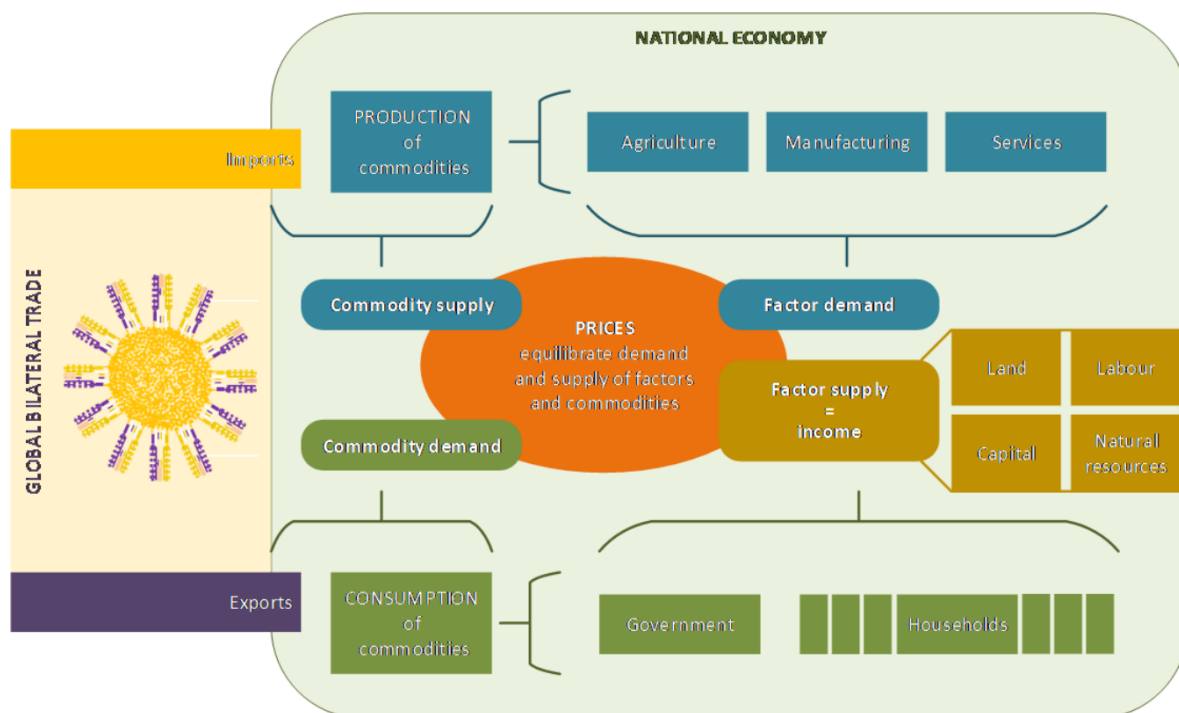 NATIONAL ECONOMY
PRODUCTION
of
commodities
Agriculture
Manufacturing
Services
Imports
GLOBAL BILATERAL TRADE
Commodity supply
Factor demand
PRICES
equilibrate demand
and supply of factors
and commodities
Factor supply
=
income
Land
Labour
Capital
Natural
resources
Commodity demand
Exports
CONSUMPTION
of
commodities
Government
Households